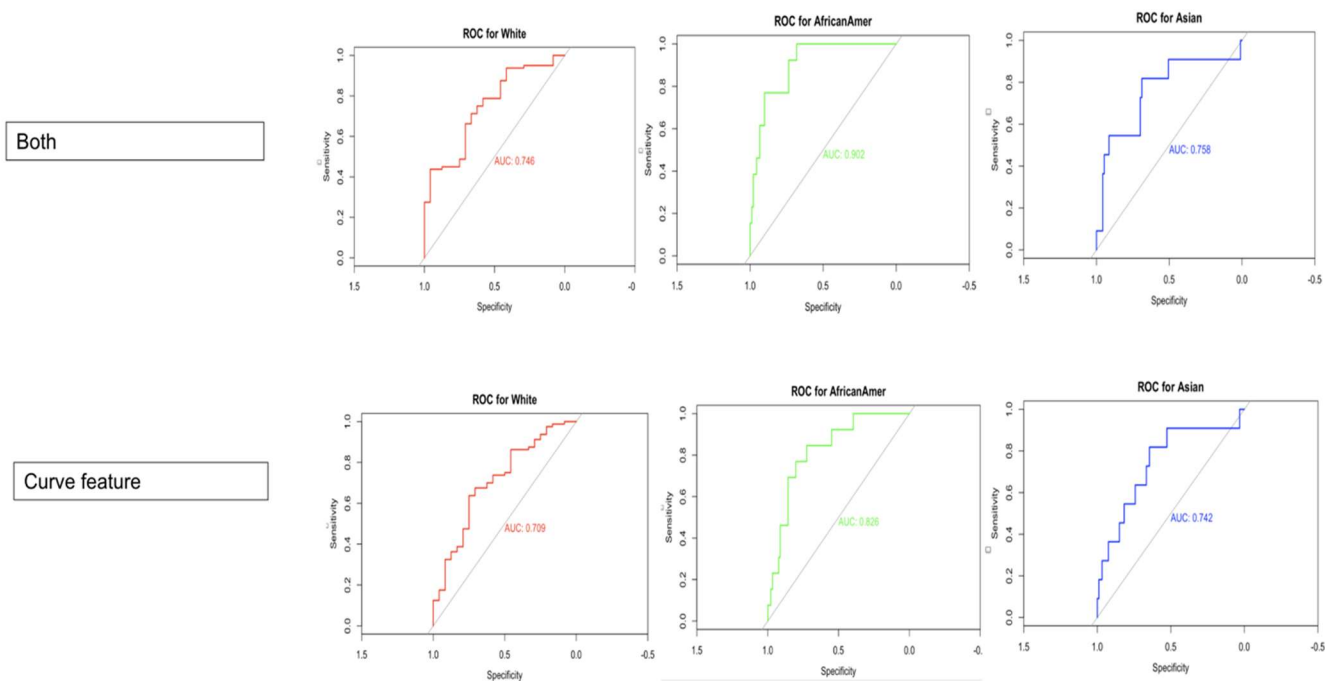 Both
ROC for White
Sensitivity
0.0 0.2 0.4 0.6 0.8 1.0
AUC: 0.746
1.5 1.0 0.5 0.0 -0
Specificity
ROC for AfricanAmer
Sensitivity
0.0 0.2 0.4 0.6 0.8 1.0
AUC: 0.902
1.5 1.0 0.5 0.0 -0.5
Specificity
ROC for Asian
Sensitivity
0.0 0.2 0.4 0.6 0.8 1.0
AUC: 0.758
1.5 1.0 0.5 0.0 -0.5
Specificity
Curve feature
ROC for White
Sensitivity
0.0 0.2 0.4 0.6 0.8 1.0
AUC: 0.709
1.5 1.0 0.5 0.0 -0.5
Specificity
ROC for AfricanAmer
Sensitivity
0.0 0.2 0.4 0.6 0.8 1.0
AUC: 0.826
1.5 1.0 0.5 0.0 -0.
Specificity
ROC for Asian
Sensitivity
0.0 0.2 0.4 0.6 0.8 1.0
AUC: 0.742
1.5 1.0 0.5 0.0 -0.5
Specificity